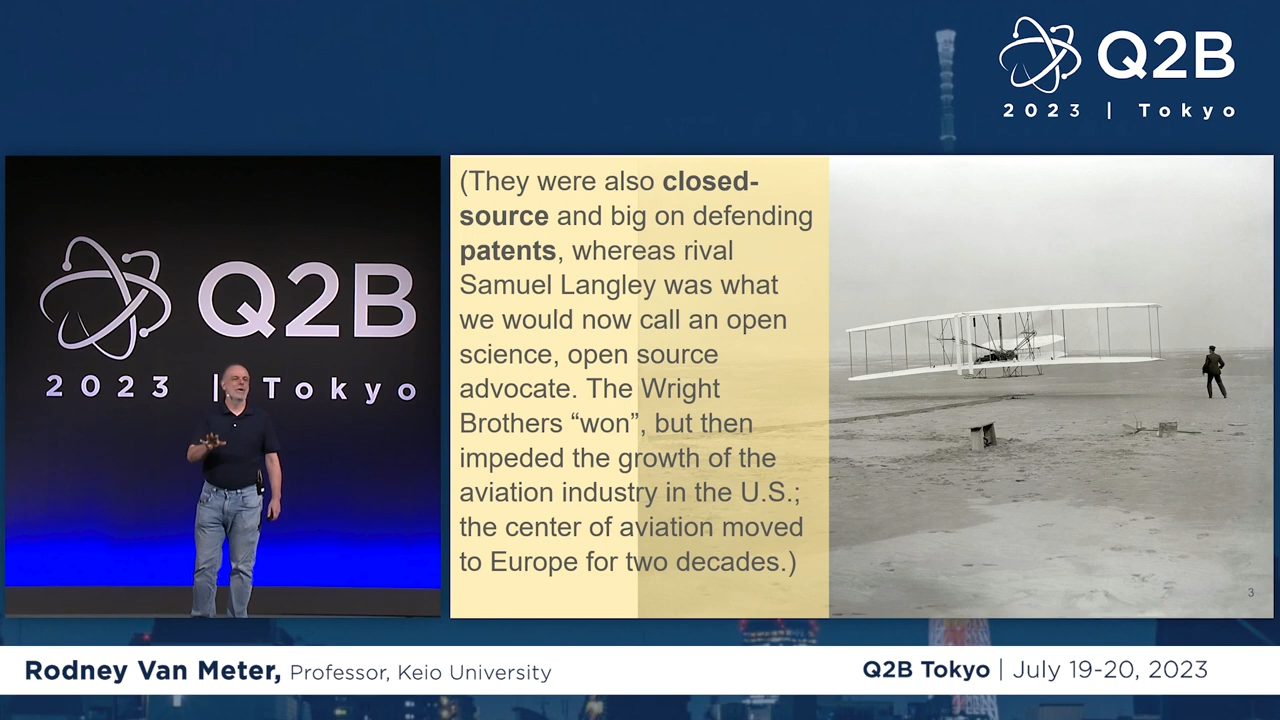 Q2B
2023 | Tokyo
Q2B
2023 | Tokyo
(They were also closed-
source and big on defending
patents, whereas rival
Samuel Langley was what
we would now call an open
science, open source
advocate. The Wright
Brothers “won”, but then
impeded the growth of the
aviation industry in the U.S.;
the center of aviation moved
to Europe for two decades.)
3
Rodney Van Meter, Professor, Keio University
Q2B Tokyo | July 19-20, 2023